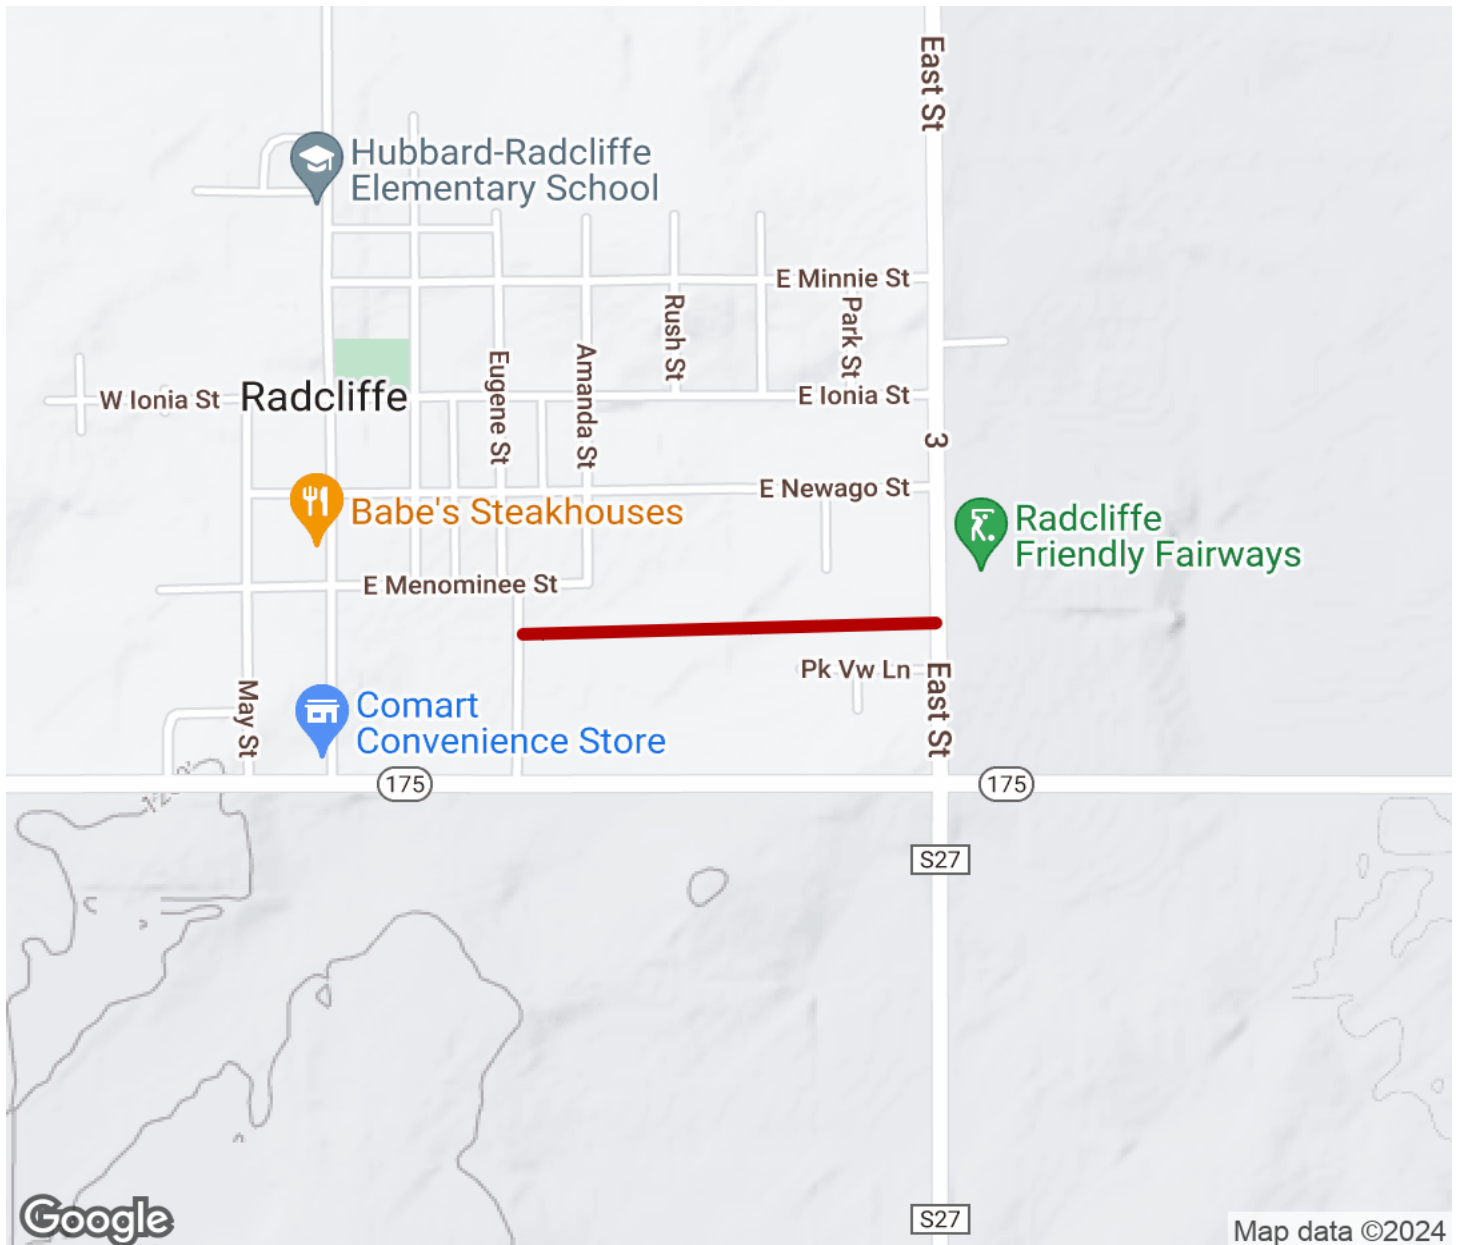 East St
Hubbard-Radcliffe
Elementary School
E Minnie St
Rush St
Park St
Eugene St
Amanda St
W Ionia St
Radcliffe
E Ionia St
3
E Newago St
Babe's Steakhouses
Radcliffe
Friendly Fairways
E Menominee St
Pk Vw Ln
East St
May St
Comart
Convenience Store
175
175
S27
S27
Google
Map data ©2024